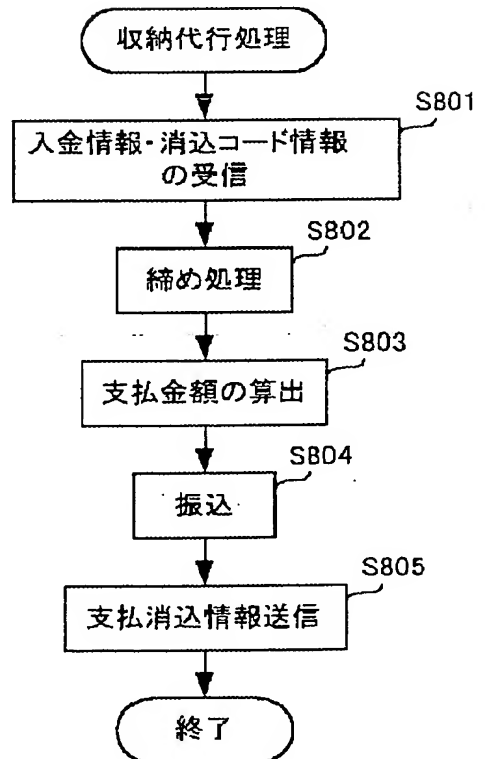 収納代行処理
S801
入金情報・消込コード情報
の受信
S802
締め処理
S803
支払金額の算出
S804
振込
S805
支払消込情報送信
終了